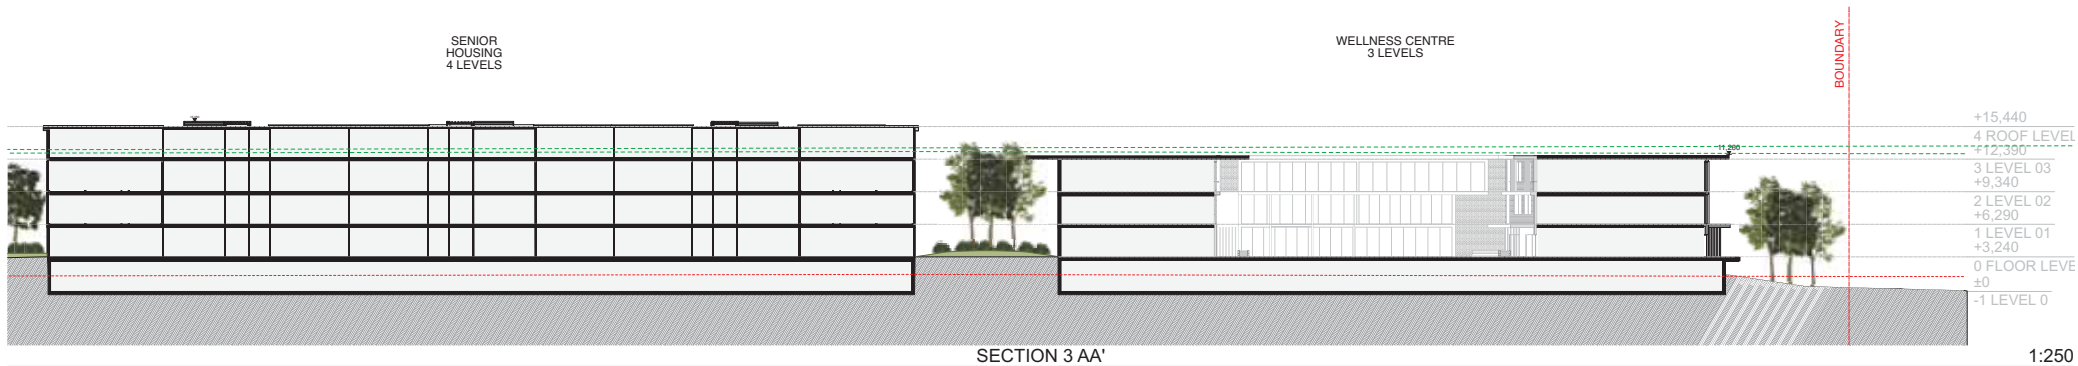 SENIOR
HOUSING
4 LEVELS
WELLNESS CENTRE
3 LEVELS
BOUNDARY
+15,440
4 ROOF LEVEL
+12,390
11,260
3 LEVEL 03
+9,340
2 LEVEL 02
+6,290
1 LEVEL 01
+3,240
0 FLOOR LEVE
±0
-1 LEVEL 0
SECTION 3 AA'
1:250